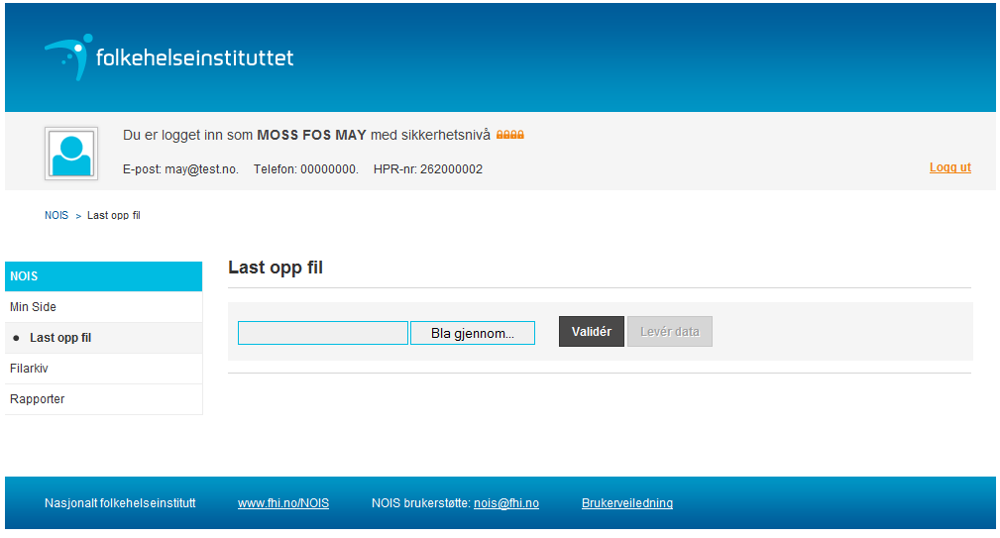 folkehelseinstituttet
Du er logget inn som MOSS FOS MAY med sikkerhetsnivå
E-post: may@test.no. Telefon: 00000000. HPR-nr: 262000002
Logg ut
NOIS > Last opp fil
NOIS
Min Side
Last opp fil
Filarkiv
Rapporter
Last opp fil
Bla gjennom... Validér Levér data
Nasjonalt folkehelseinstitutt www.fhi.no/NOIS NOIS brukerstøtte: nois@fhi.no Brukerveiledning